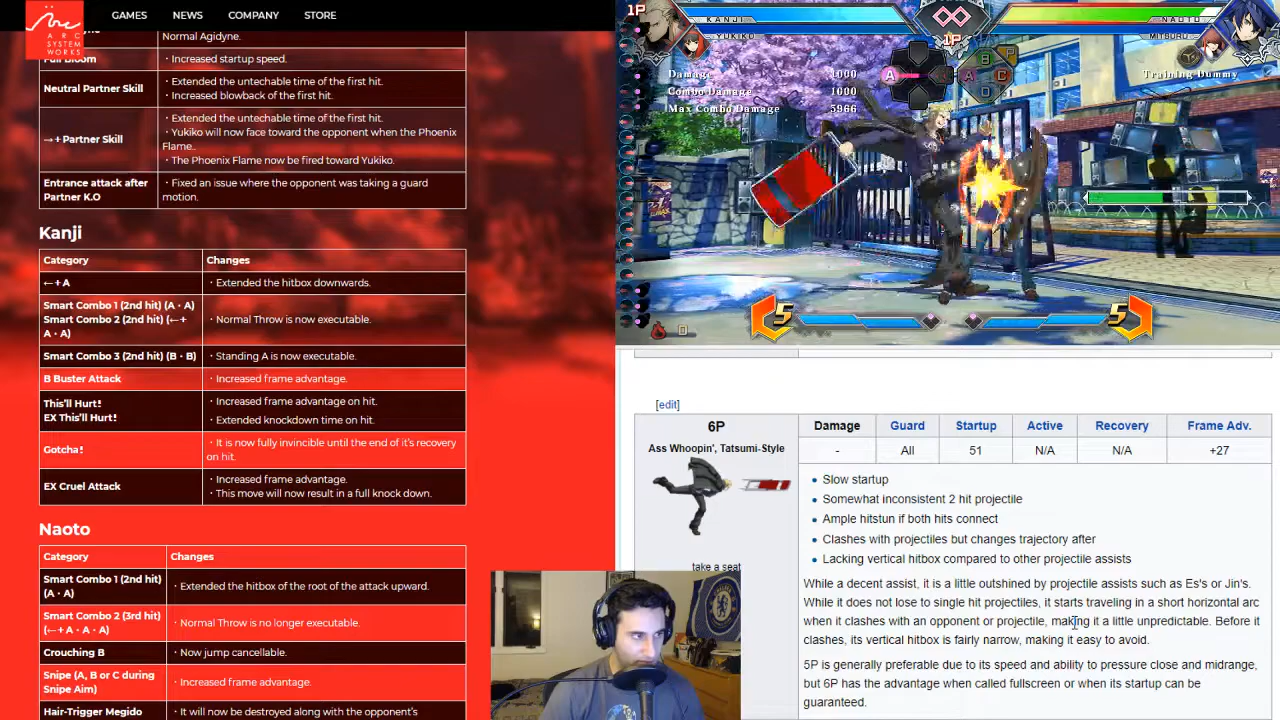 ARC
SYSTEM
WORKS
GAMES NEWS COMPANY STORE
Normal Agidyne.
Full Bloom ・Increased startup speed.
Neutral Partner Skill ・Extended the untechable time of the first hit.
・Increased blowback of the first hit.
→+Partner Skill ・Extended the untechable time of the first hit.
・Yukiko will now face toward the opponent when the Phoenix
Flame..
・The Phoenix Flame now be fired toward Yukiko.
Entrance attack after
Partner K.O
・Fixed an issue where the opponent was taking a guard
motion.
Kanji
Category Changes
←+A ・Extended the hitbox downwards.
Smart Combo 1 (2nd hit) (A・A)
Smart Combo 2 (2nd hit) (←+
A・A)
・Normal Throw is now executable.
Smart Combo 3 (2nd hit) (B・B) ・Standing A is now executable.
B Buster Attack ・Increased frame advantage.
This'll Hurt!
EX This'll Hurt!
・Increased frame advantage on hit.
・Extended knockdown time on hit.
Gotcha! ・It is now fully invincible until the end of it's recovery
on hit.
EX Cruel Attack ・Increased frame advantage.
・This move will now result in a full knock down.
Naoto
Category Changes
Smart Combo 1 (2nd hit)
(A・A)
・Extended the hitbox of the root of the attack upward.
Smart Combo 2 (3rd hit)
(←+A・A・A)
・Normal Throw is no longer executable.
Crouching B ・Now jump cancellable.
Snipe (A, B or C during
Snipe Aim)
・Increased frame advantage.
Hair-Trigger Megido ・It will now be destroyed along with the opponent's
1P
KANJI
YUKIKO
1P
NAOTO
MITSURU
Damage 1000
Combo Damage 1000
Max Combo Damage 5966
Training Dummy
A
B
P
A
C
D
5
5
0
[edit]
6P
Ass Whoopin', Tatsumi-Style
take a seat
Damage Guard Startup Active Recovery Frame Adv.
- All 51 N/A N/A +27
• Slow startup
• Somewhat inconsistent 2 hit projectile
• Ample hitstun if both hits connect
• Clashes with projectiles but changes trajectory after
• Lacking vertical hitbox compared to other projectile assists
While a decent assist, it is a little outshined by projectile assists such as Es's or Jin's.
While it does not lose to single hit projectiles, it starts traveling in a short horizontal arc
when it clashes with an opponent or projectile, making it a little unpredictable. Before it
clashes, its vertical hitbox is fairly narrow, making it easy to avoid.
5P is generally preferable due to its speed and ability to pressure close and midrange,
but 6P has the advantage when called fullscreen or when its startup can be
guaranteed.